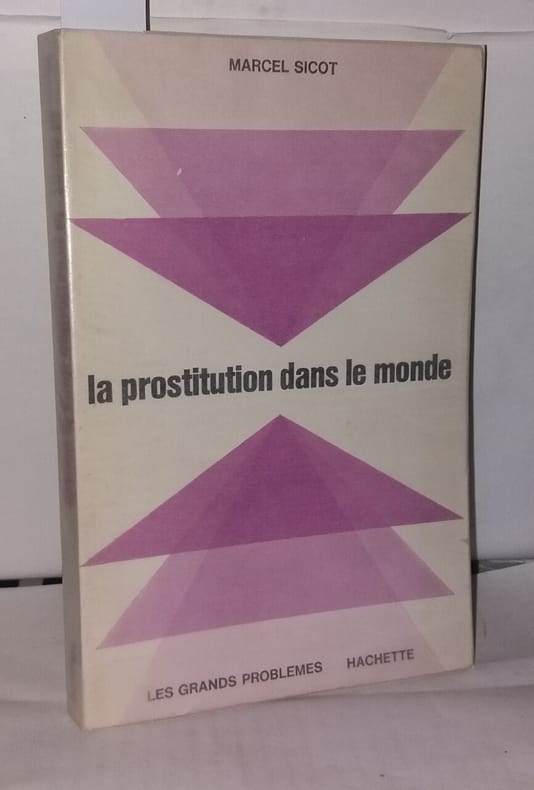 MARCEL SICOT
la prostitution dans le monde
LES GRANDS PROBLEMES HACHETTE